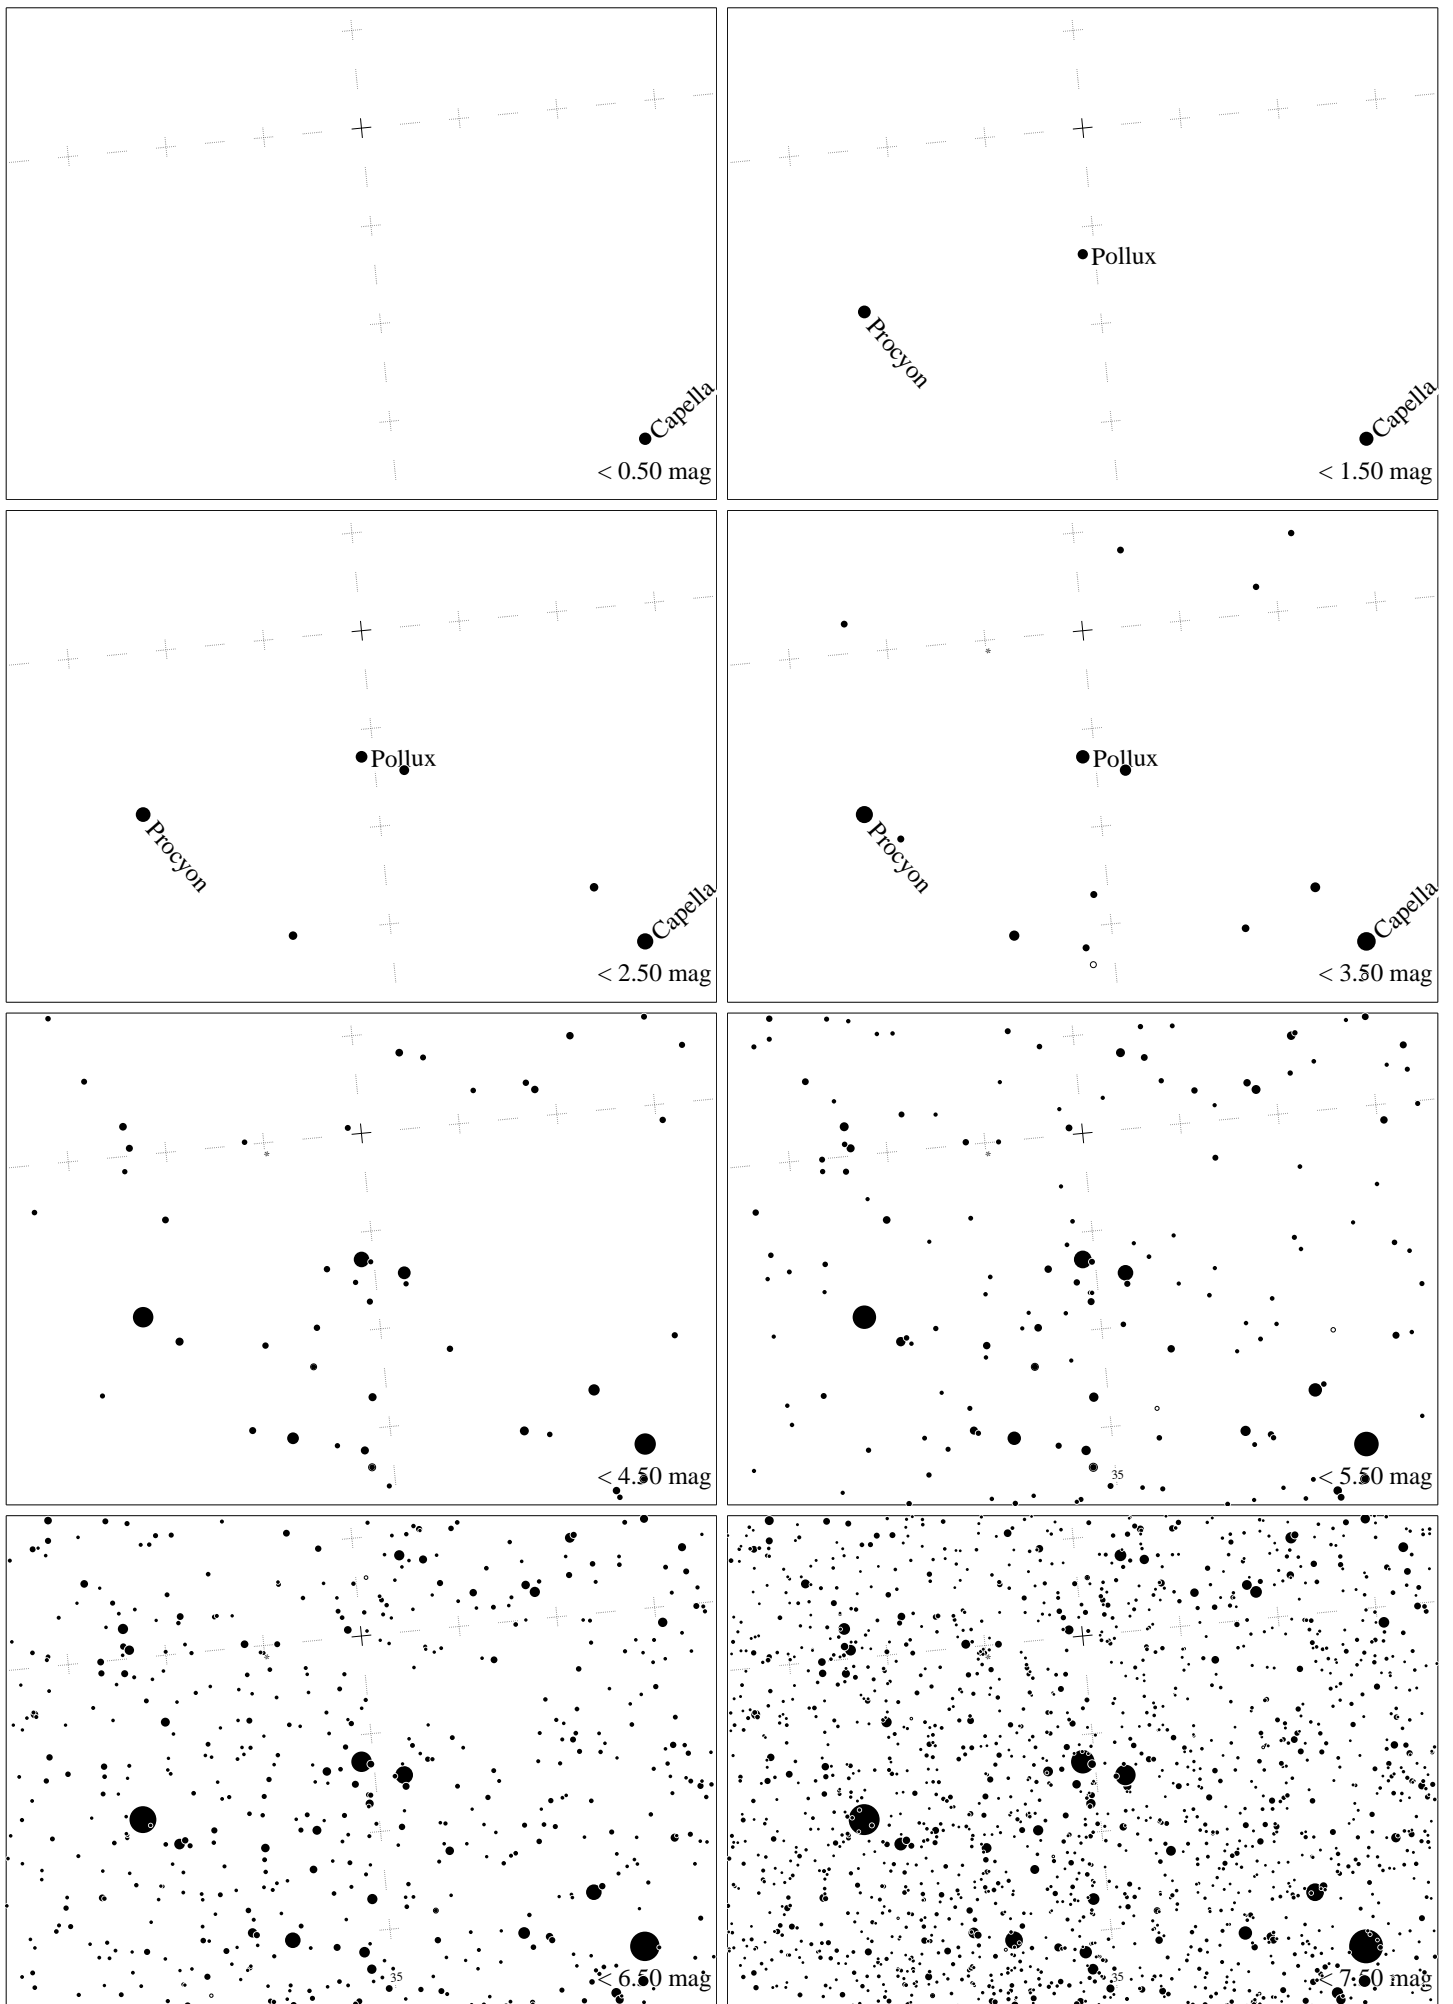 Capella
< 0.50 mag
Pollux
Procyon
Capella
< 1.50 mag
Pollux
Procyon
Capella
< 2.50 mag
Pollux
Procyon
Capella
< 3.50 mag
< 4.50 mag
35
< 5.50 mag
35
< 6.50 mag
35
< 7.50 mag